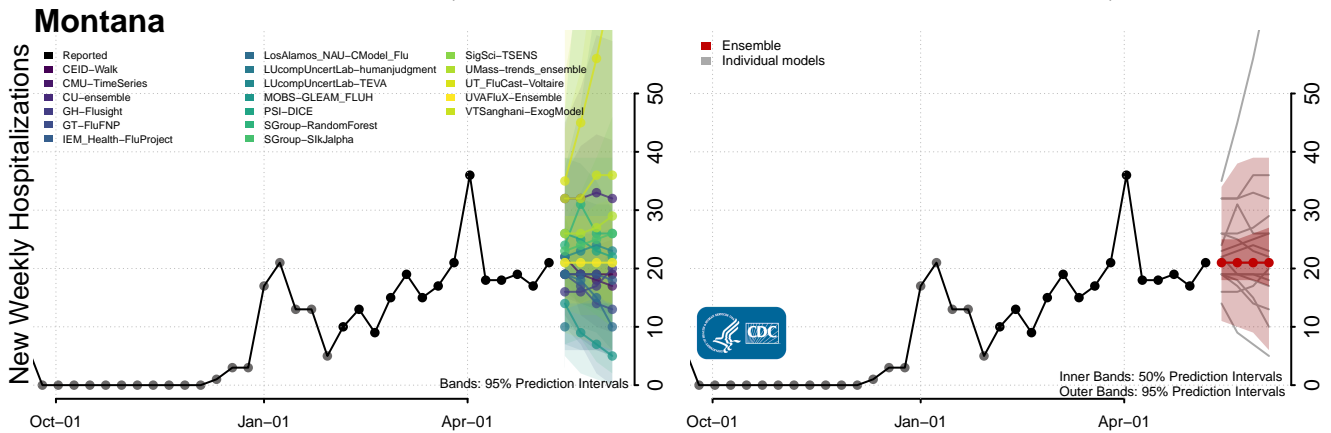 Montana
New Weekly Hospitalizations
Reported
CEID−Walk
CMU−TimeSeries
CU−ensemble
GH−Flusight
GT−FluFNP
IEM_Health−FluProject
LosAlamos_NAU−CModel_Flu
LUcompUncertLab−humanjudgment
LUcompUncertLab−TEVA
MOBS−GLEAM_FLUH
PSI−DICE
SGroup−RandomForest
SGroup−SIkJalpha
SigSci−TSENS
UMass−trends_ensemble
UT_FluCast−Voltaire
UVAFluX−Ensemble
VTSanghani−ExogModel
50
40
30
20
10
0
Bands: 95% Prediction Intervals
Oct−01
Jan−01
Apr−01
Ensemble
Individual models
50
40
30
20
10
0
CDC
Inner Bands: 50% Prediction Intervals
Outer Bands: 95% Prediction Intervals
Oct−01
Jan−01
Apr−01